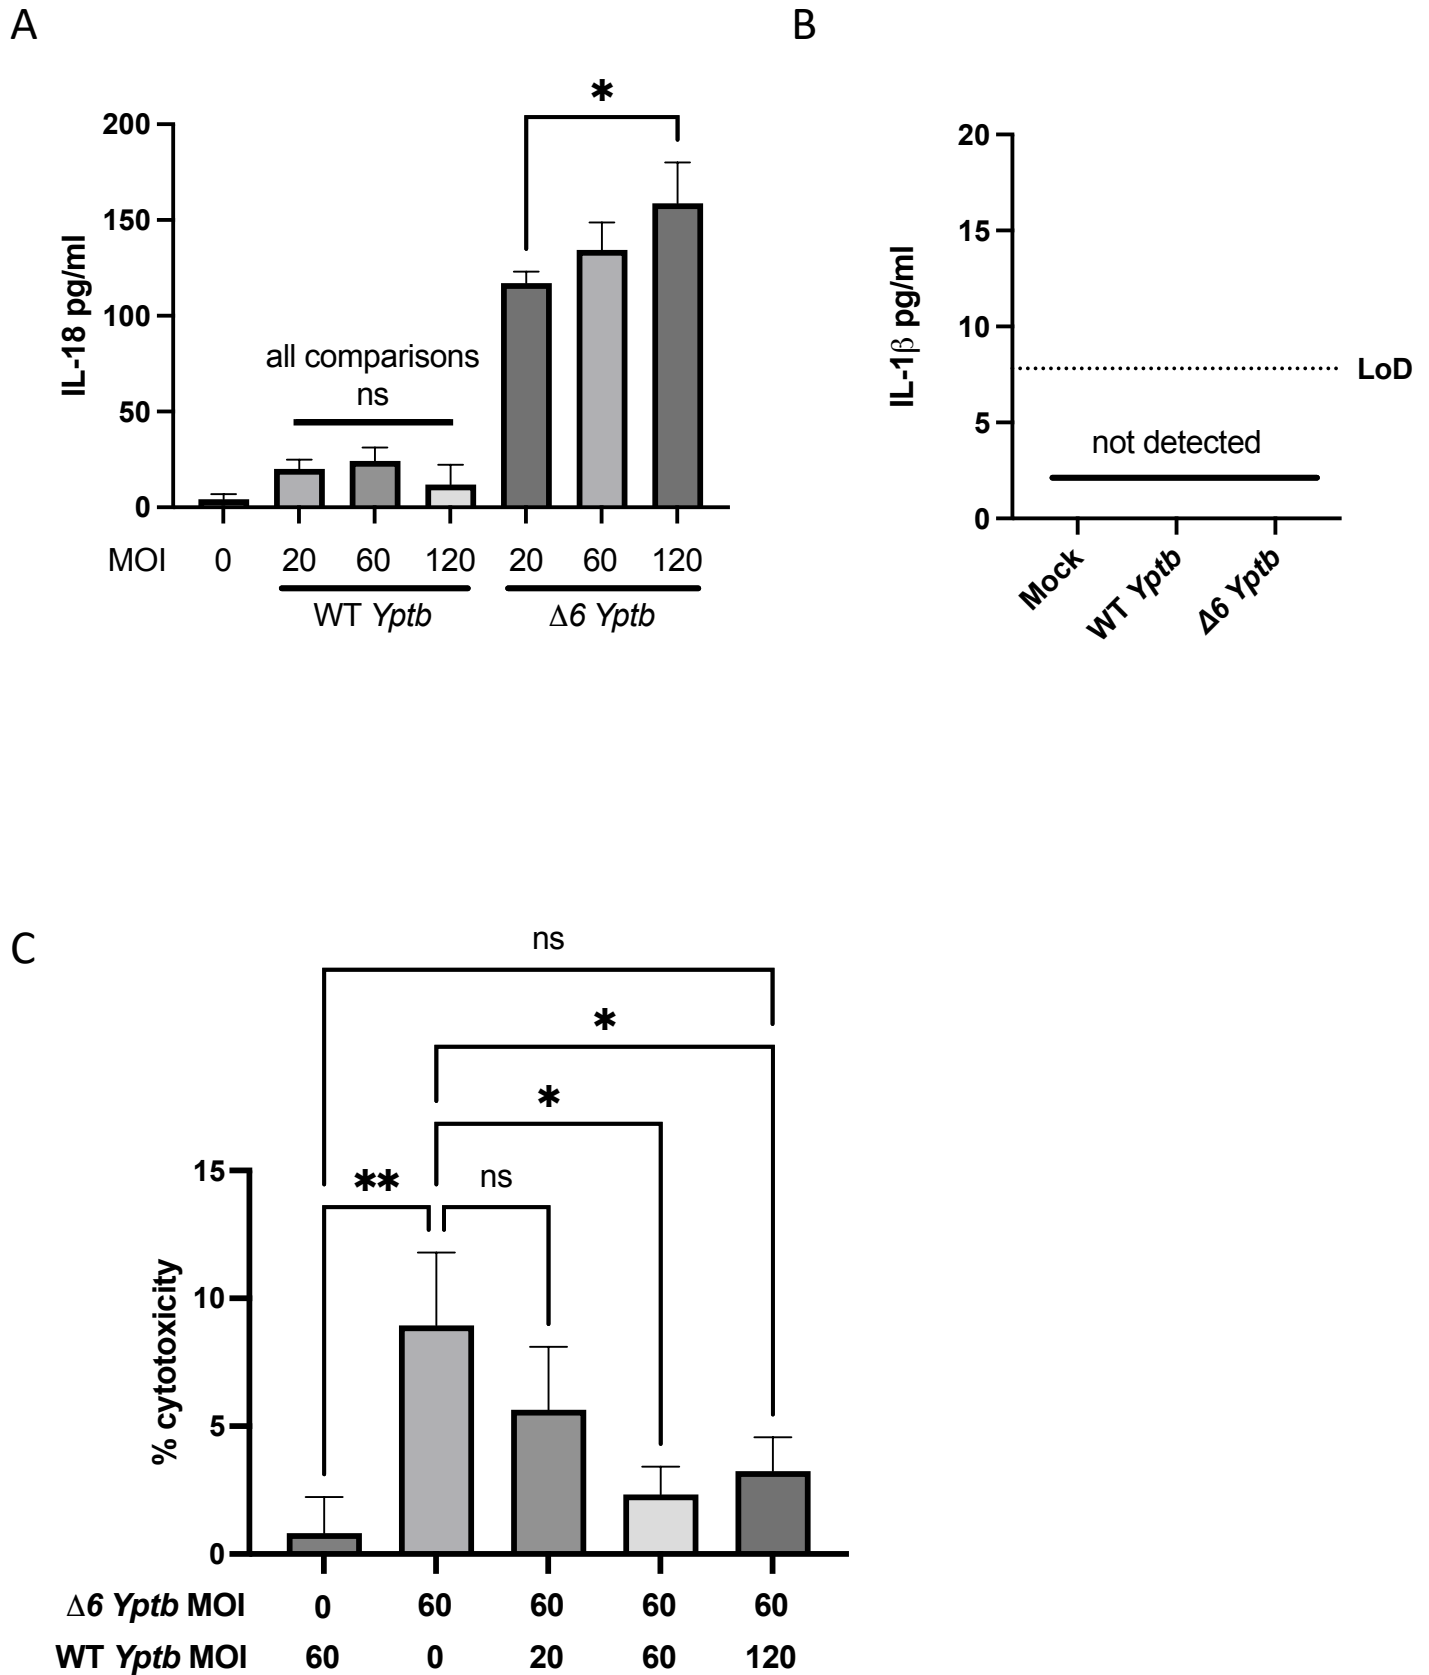 A
*
200
150
100
50
0
IL-18 pg/ml
all comparisons
ns
MOI 0 20 60 120 20 60 120
WT Yptb Δ6 Yptb
B
20
15
10
5
0
IL-1β pg/ml
LoD
not detected
Mock
WT Yptb
Δ6 Yptb
C
ns
*
*
** ns
15
10
5
0
% cytotoxicity
Δ6 Yptb MOI 0 60 60 60 60
WT Yptb MOI 60 0 20 60 120